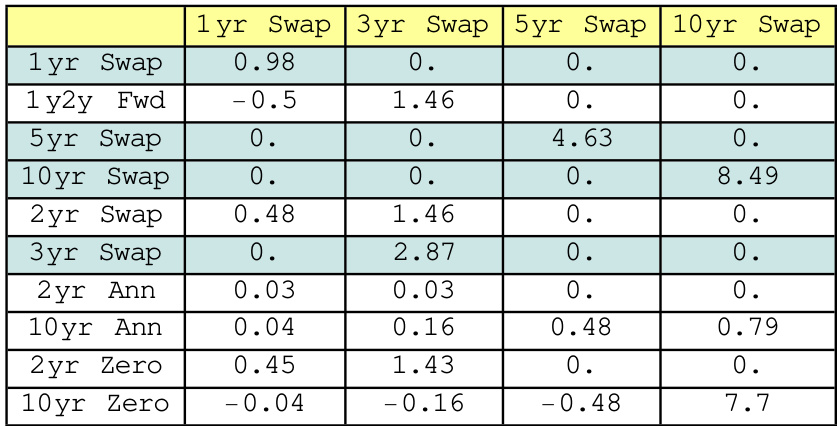 1yr Swap 3yr Swap 5yr Swap 10yr Swap
1yr Swap 0.98 0. 0. 0.
1y2y Fwd -0.5 1.46 0. 0.
5yr Swap 0. 0. 4.63 0.
10yr Swap 0. 0. 0. 8.49
2yr Swap 0.48 1.46 0. 0.
3yr Swap 0. 2.87 0. 0.
2yr Ann 0.03 0.03 0. 0.
10yr Ann 0.04 0.16 0.48 0.79
2yr Zero 0.45 1.43 0. 0.
10yr Zero -0.04 -0.16 -0.48 7.7